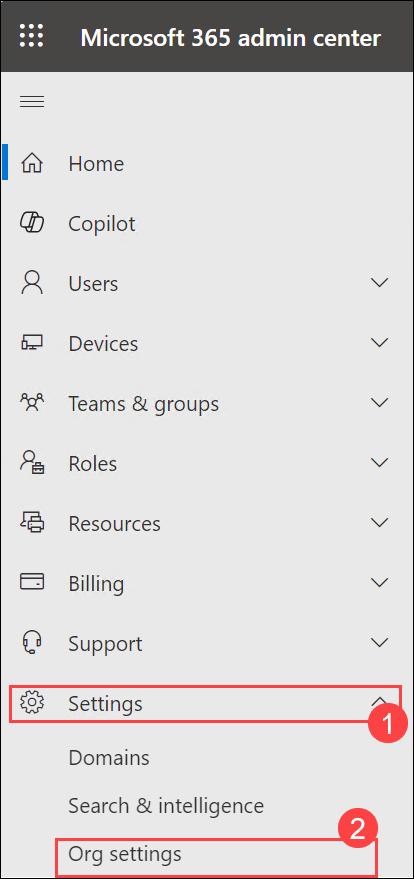 Microsoft 365 admin center
Home
Copilot
Users
Devices
Teams & groups
Roles
Resources
Billing
Support
Settings
1
Domains
Search & intelligence
2
Org settings